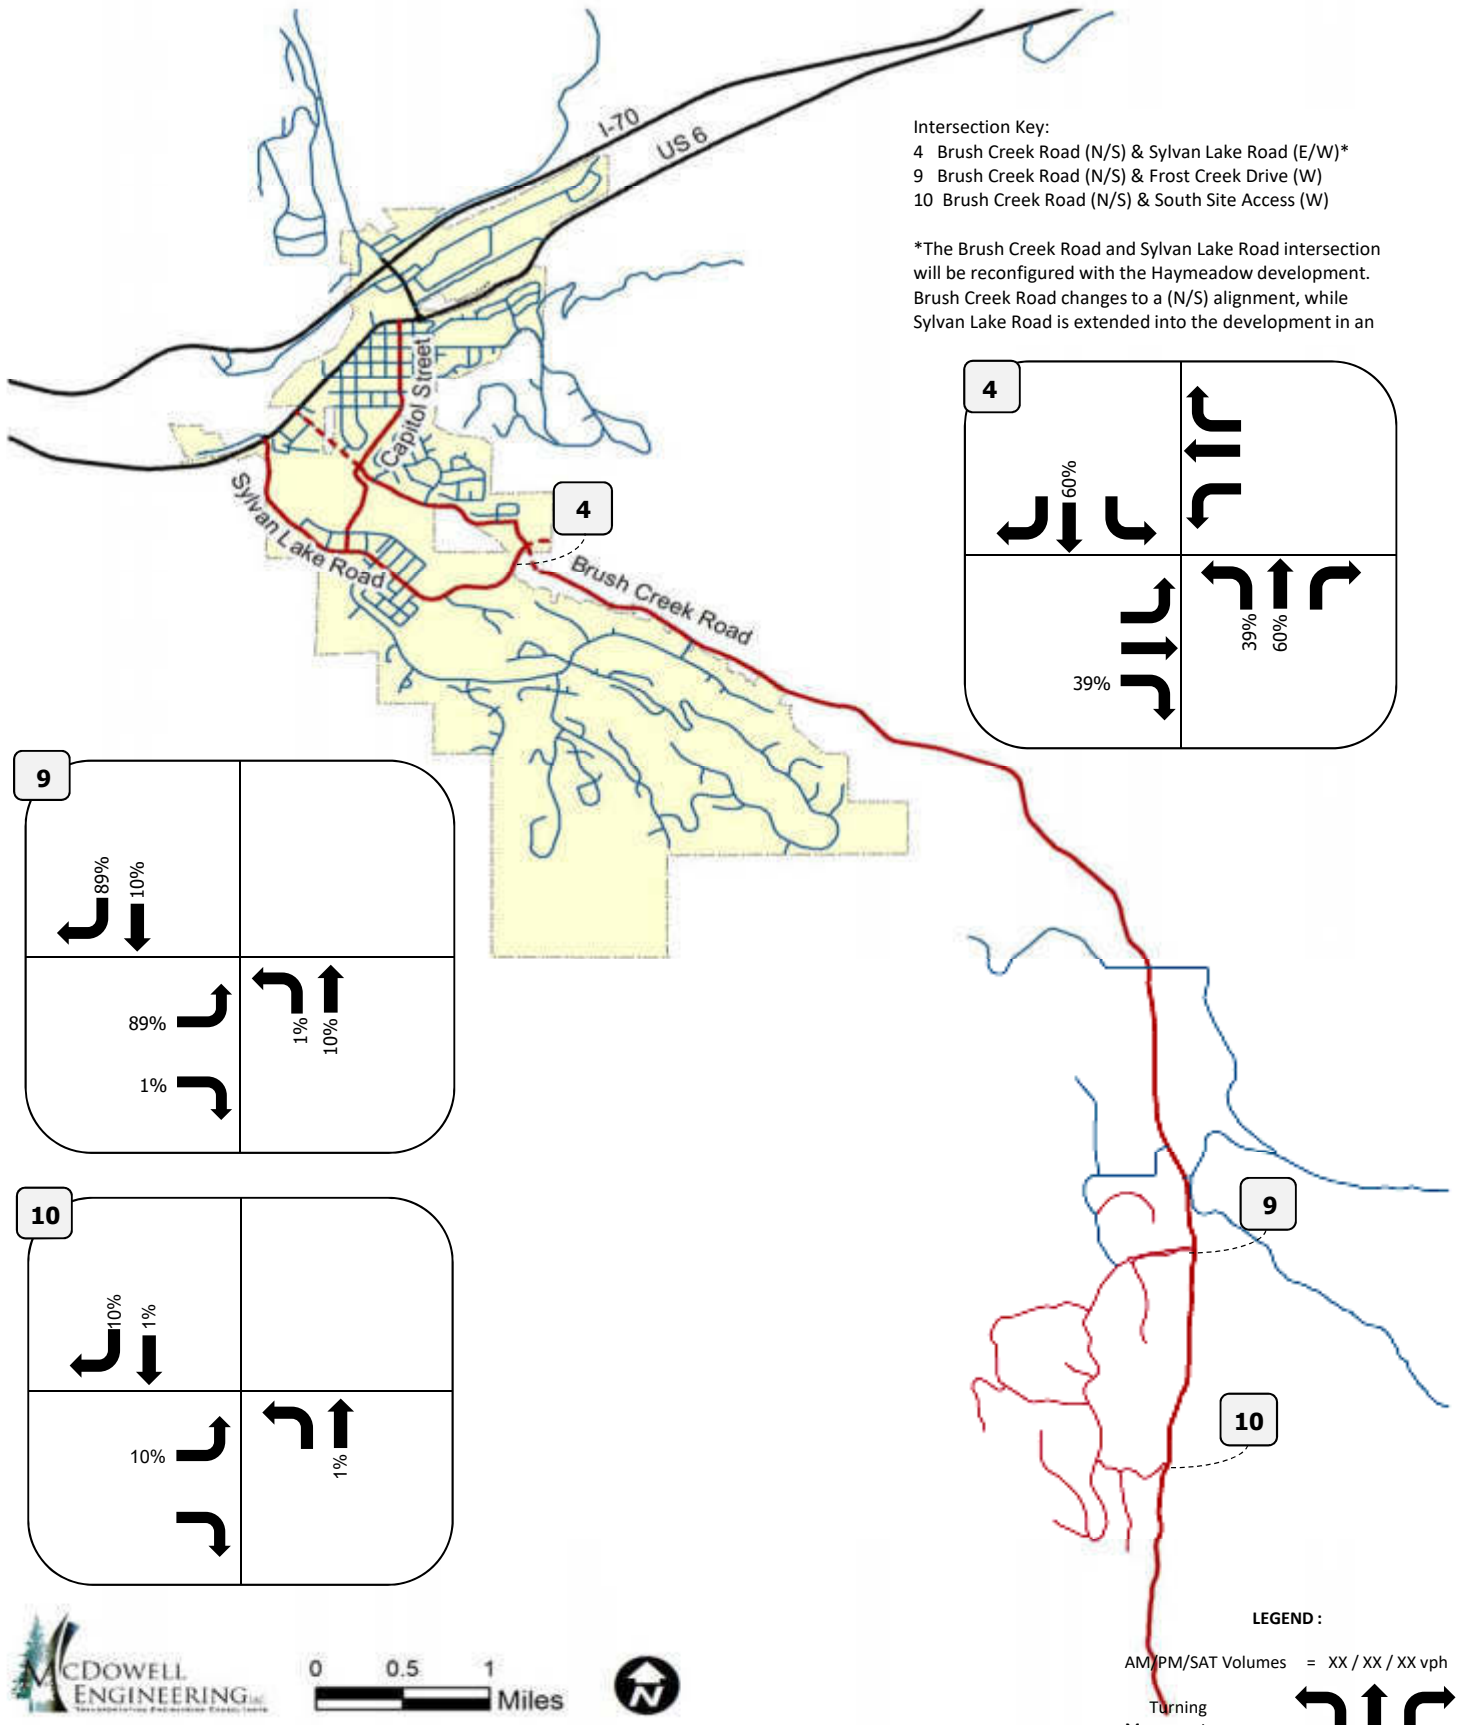 I-70
US 6
Intersection Key:
4 Brush Creek Road (N/S) & Sylvan Lake Road (E/W)*
9 Brush Creek Road (N/S) & Frost Creek Drive (W)
10 Brush Creek Road (N/S) & South Site Access (W)
*The Brush Creek Road and Sylvan Lake Road intersection
will be reconfigured with the Haymeadow development.
Brush Creek Road changes to a (N/S) alignment, while
Sylvan Lake Road is extended into the development in an
Capitol Street
Sylvan Lake Road
Brush Creek Road
4
4
60%
39%
60%
39%
9
89%
10%
89%
1%
1%
10%
10
10%
1%
10%
1%
9
10
MCDOWELL
ENGINEERING LLC
TRANSPORTATION ENGINEERING CONSULTANTS
0 0.5 1
Miles
N
LEGEND :
AM/PM/SAT Volumes = XX / XX / XX vph
Turning